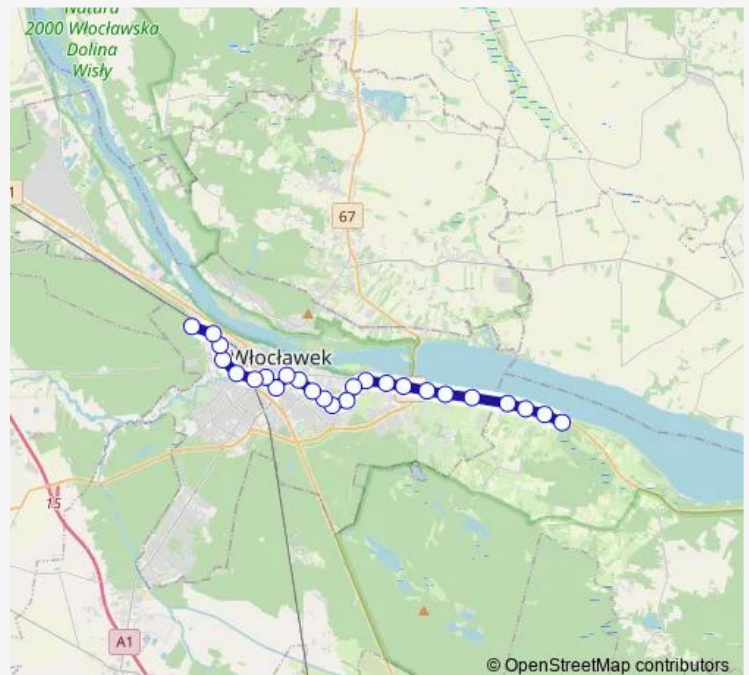 Natura
2000 Włocławska
Dolina
Wisły
1
67
Włocławek
15
A1
© OpenStreetMap contributors